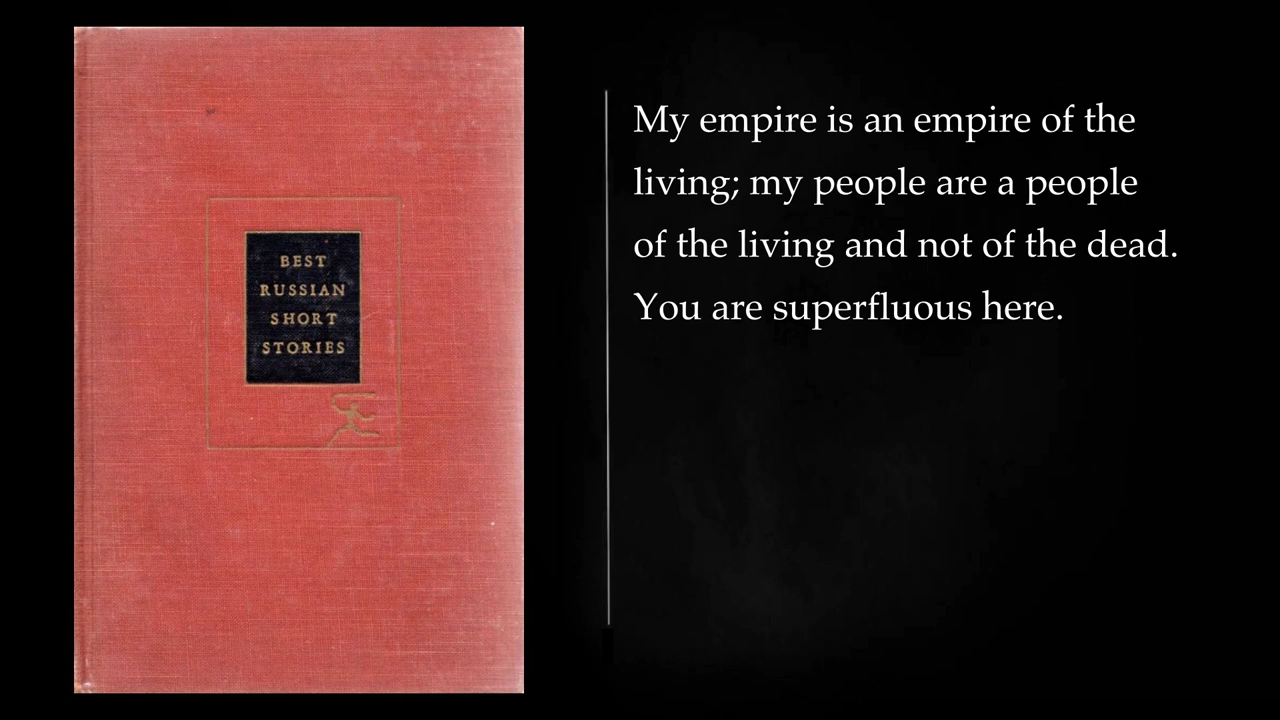 BEST
RUSSIAN
SHORT
STORIES
My empire is an empire of the
living; my people are a people
of the living and not of the dead.
You are superfluous here.